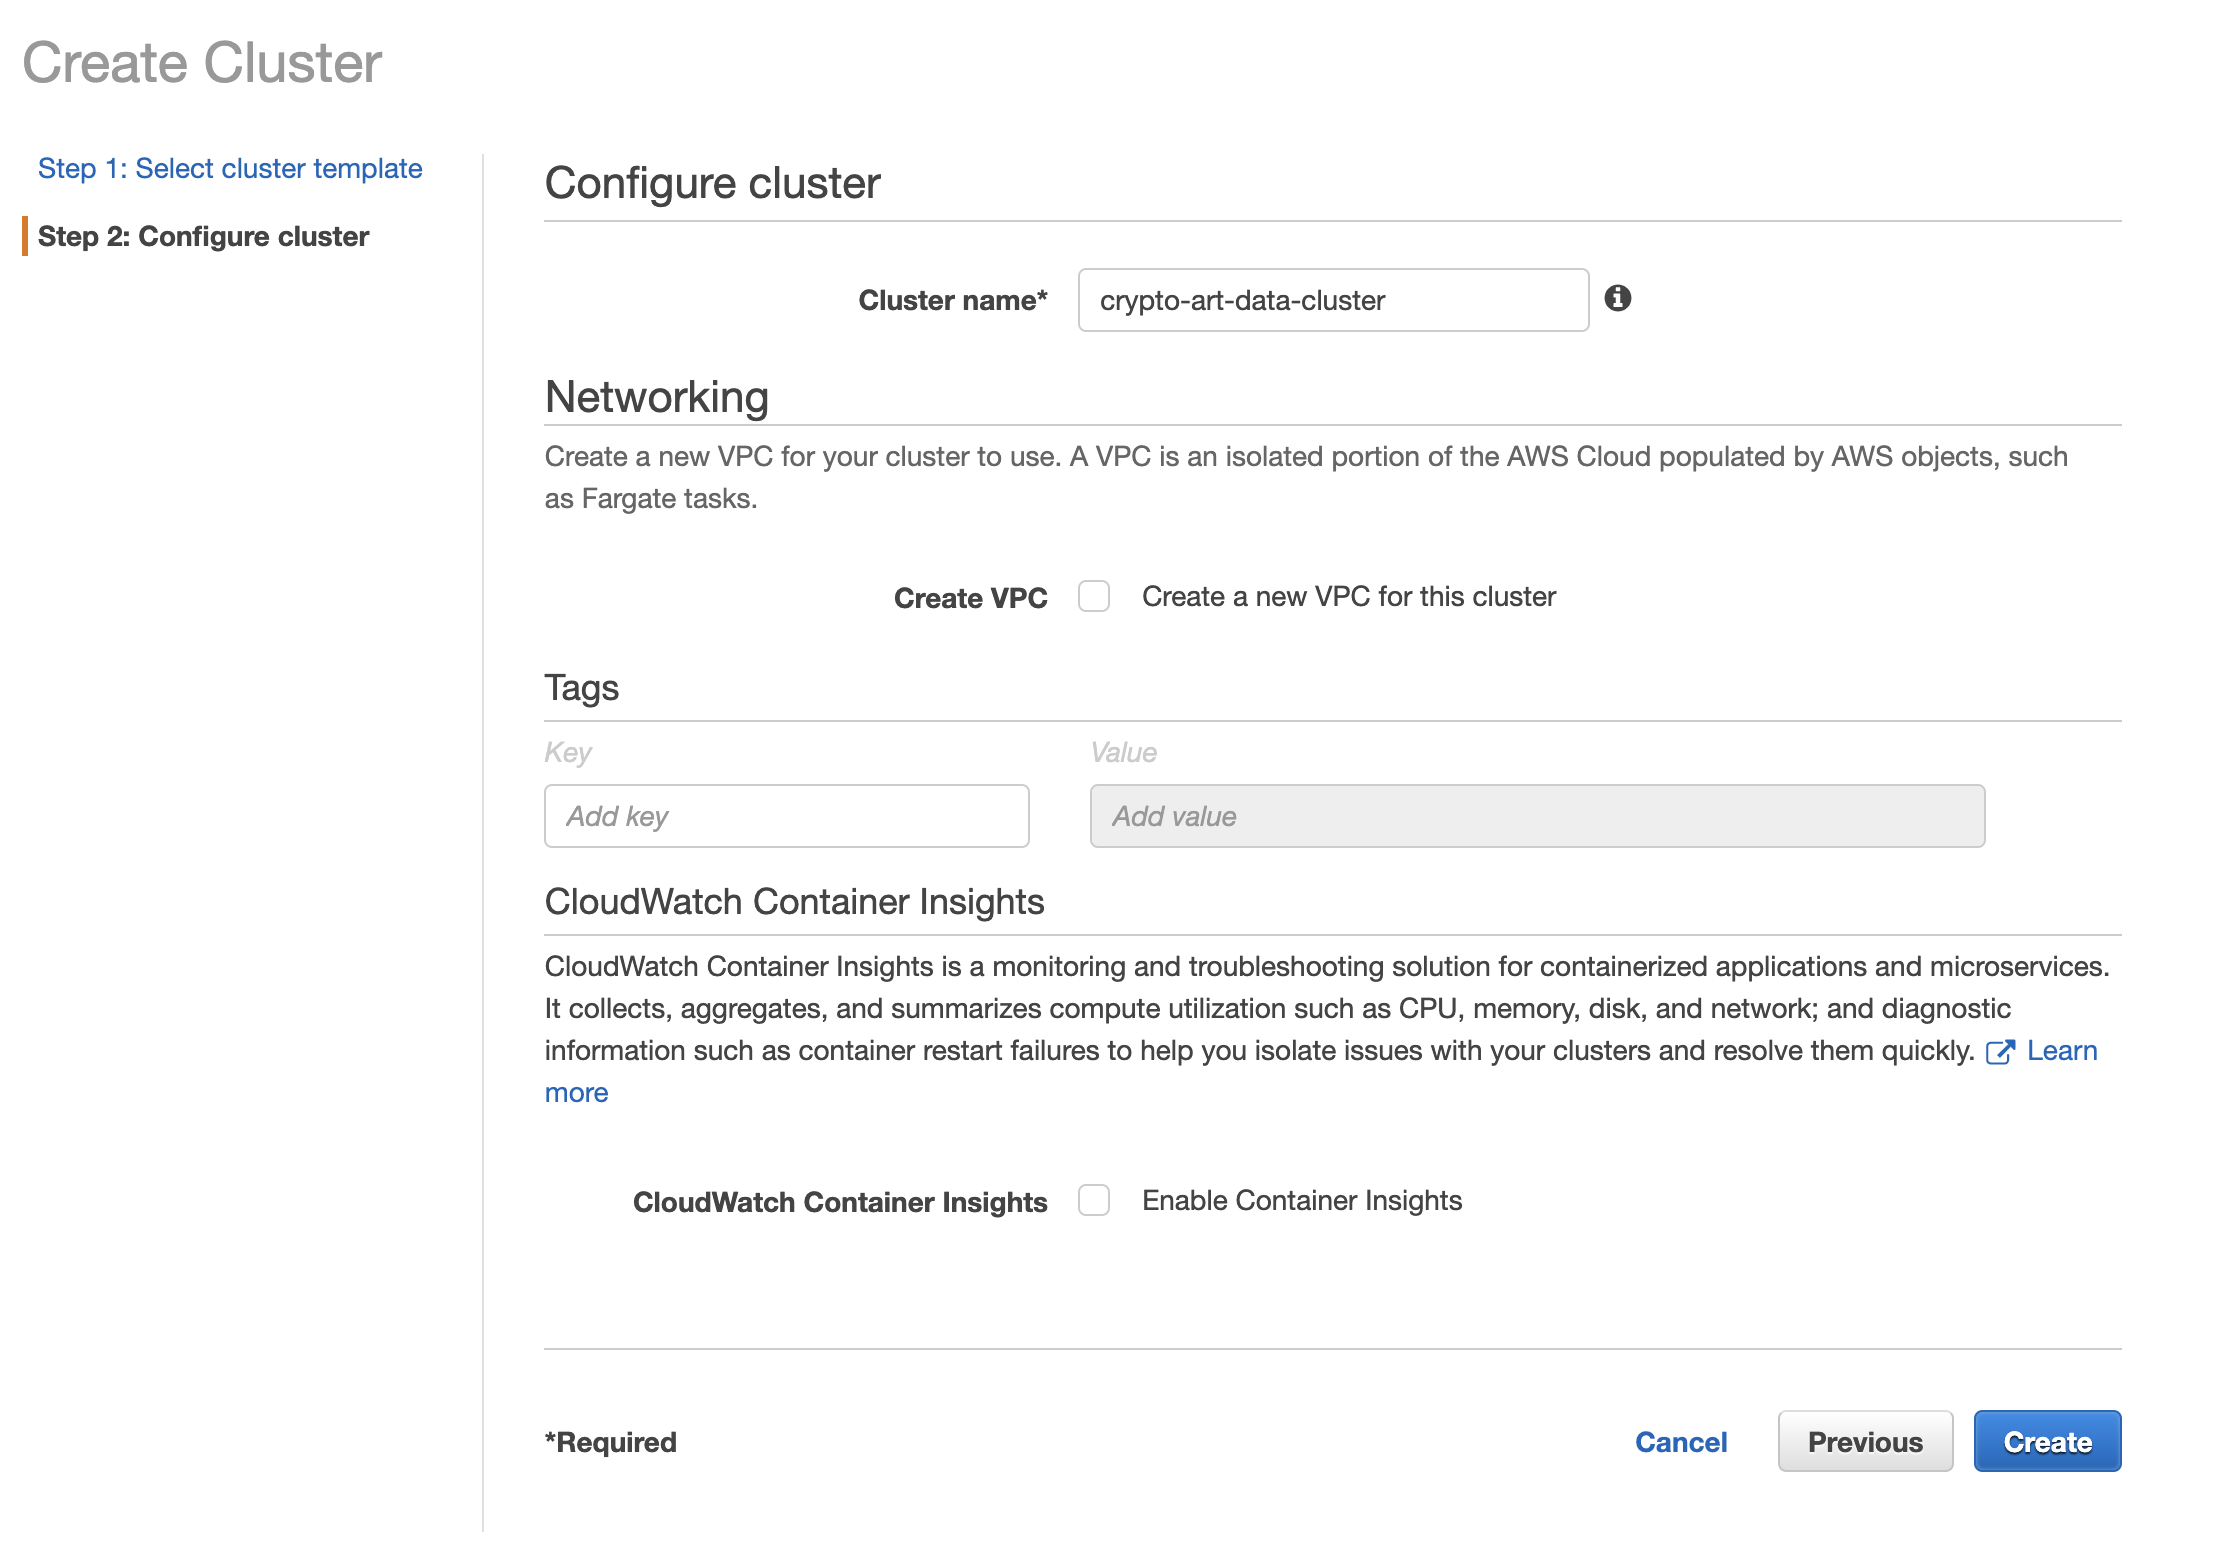 Create Cluster
Step 1: Select cluster template
Step 2: Configure cluster
Configure cluster
Cluster name*
crypto-art-data-cluster
Networking
Create a new VPC for your cluster to use. A VPC is an isolated portion of the AWS Cloud populated by AWS objects, such
as Fargate tasks.
Create VPC
Create a new VPC for this cluster
Tags
Key
Value
Add key
Add value
CloudWatch Container Insights
CloudWatch Container Insights is a monitoring and troubleshooting solution for containerized applications and microservices.
It collects, aggregates, and summarizes compute utilization such as CPU, memory, disk, and network; and diagnostic
information such as container restart failures to help you isolate issues with your clusters and resolve them quickly. Learn
more
CloudWatch Container Insights
Enable Container Insights
*Required
Cancel
Previous
Create